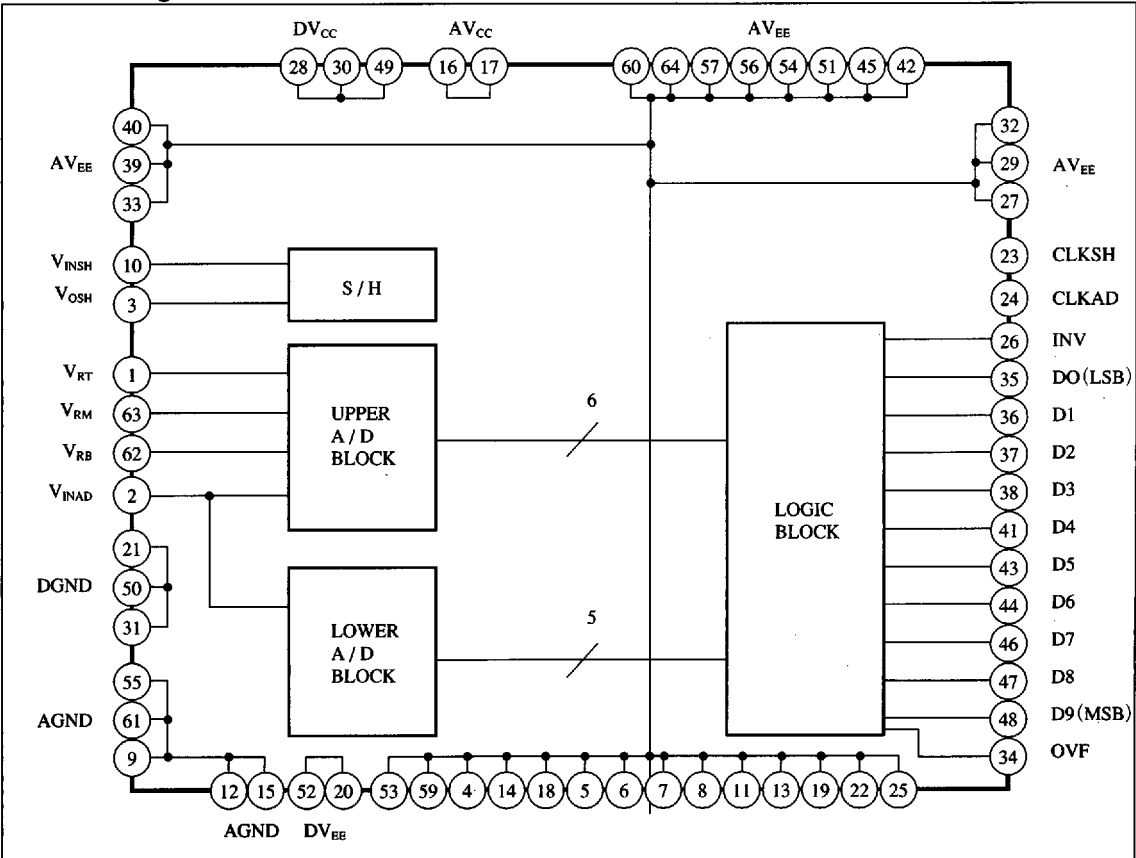 DVCC AVCC AVEE
28 30 49 16 17 60 64 57 56 54 51 45 42
40 32
AVEE 39 29 AVEE
33 27
VINSH 10 23 CLKSH
S / H
VOSH 3 24 CLKAD
26 INV
VRT 1 35 DO(LSB)
6
VRM 63 UPPER 36 D1
A / D
VRB 62 BLOCK 37 D2
VINAD 2 38 D3
LOGIC
BLOCK
21 41 D4
DGND 50 43 D5
5
31 44 D6
LOWER
A / D
BLOCK
46 D7
55 47 D8
AGND 61 48 D9(MSB)
9 34 OVF
12 15 52 20 53 59 4 14 18 5 6 7 8 11 13 19 22 25
AGND DVEE